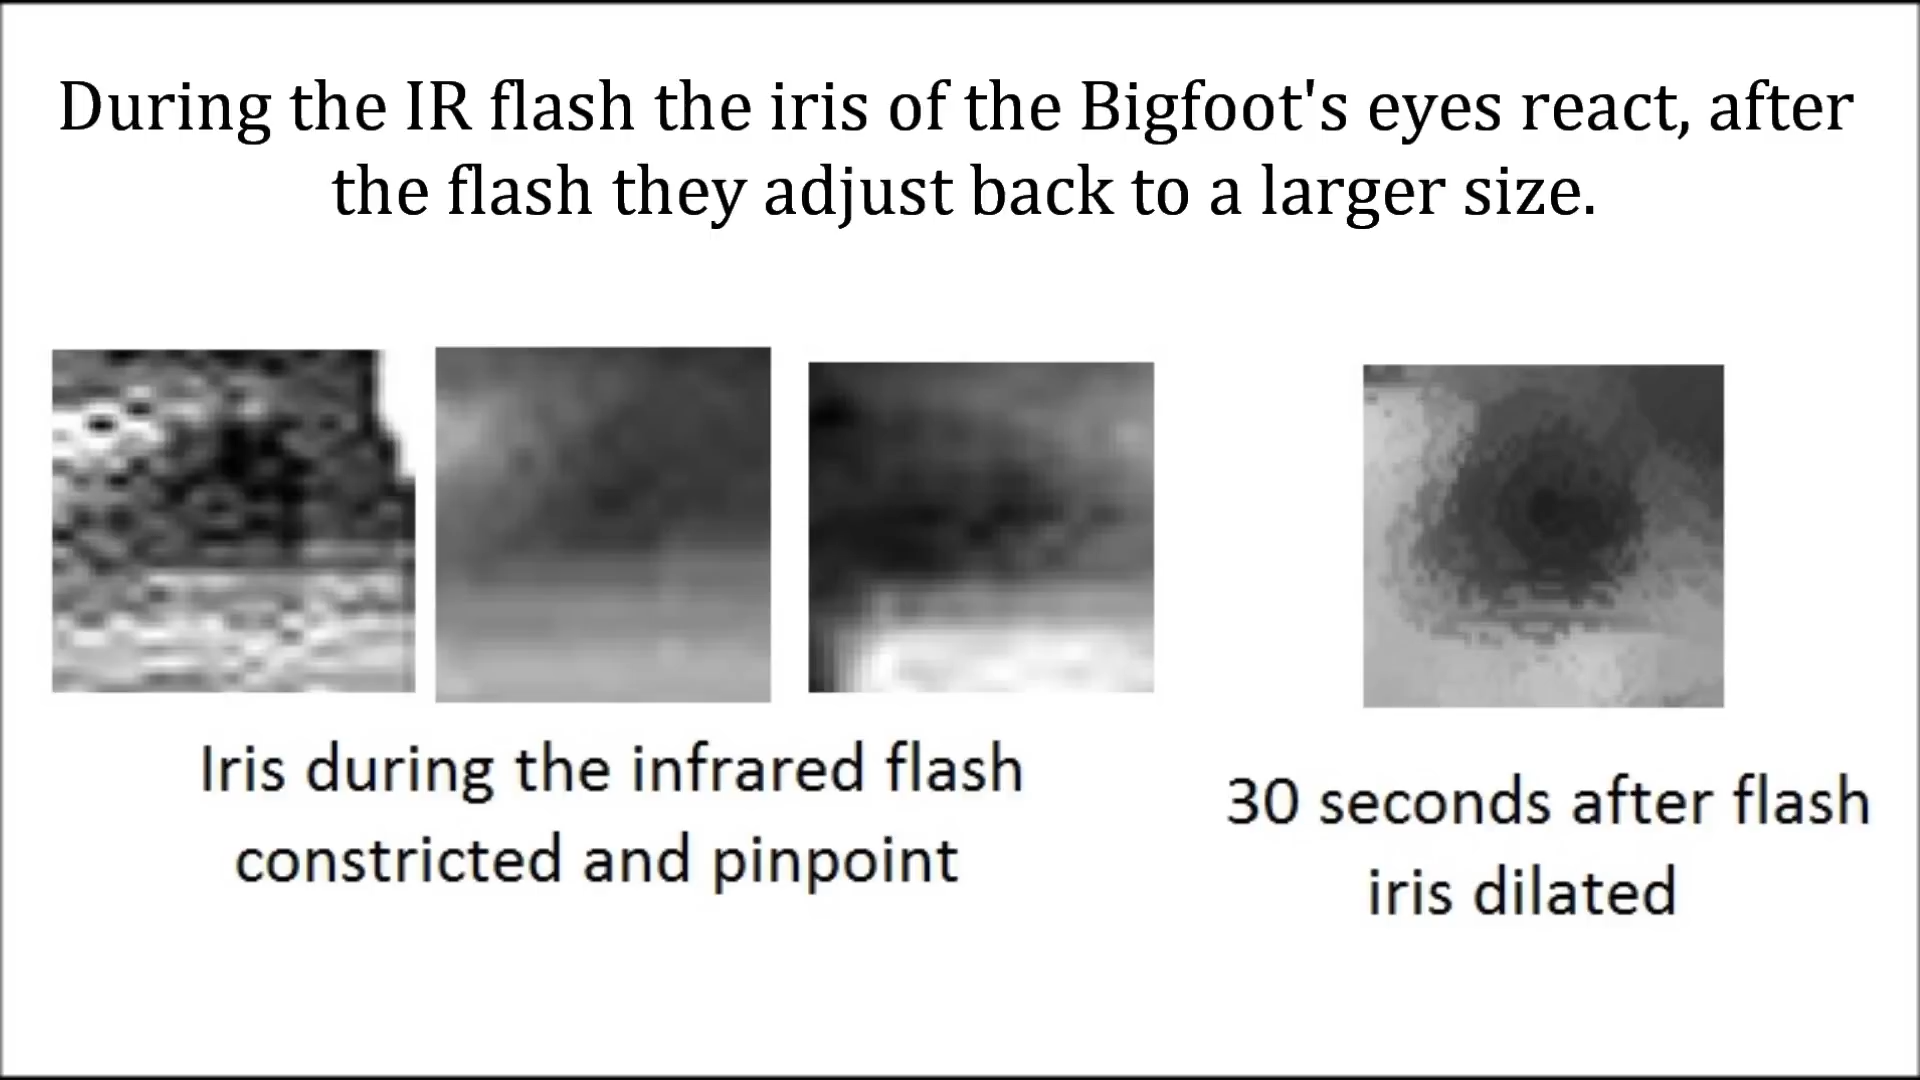 During the IR flash the iris of the Bigfoot's eyes react, after
the flash they adjust back to a larger size.
Iris during the infrared flash
constricted and pinpoint
30 seconds after flash
iris dilated